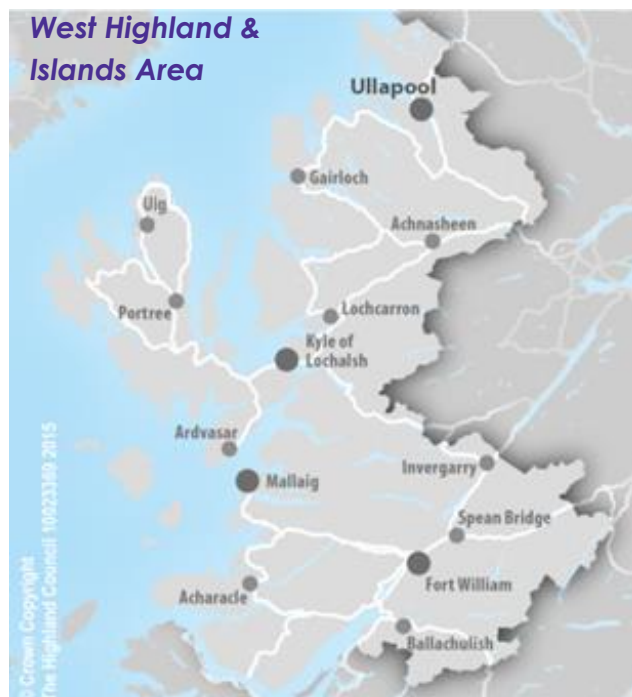 West Highland &
Islands Area
Ullapool
Gairloch
Uig
Achnasheen
Portree
Lochcarron
Kyle of
Lochalsh
Ardvasar
Invergarry
Mallaig
Spean Bridge
Fort William
Acharacle
Ballachulish
© Crown Copyright
The Highland Council 10023369 2015